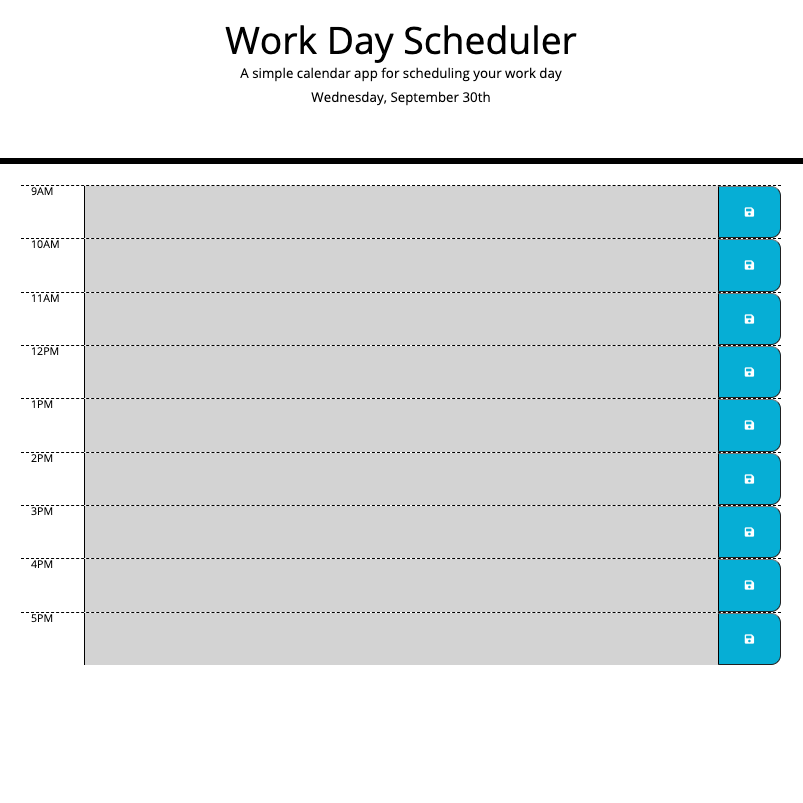 Work Day Scheduler
A simple calendar app for scheduling your work day
Wednesday, September 30th
9AM
10AM
11AM
12PM
1PM
2PM
3PM
4PM
5PM